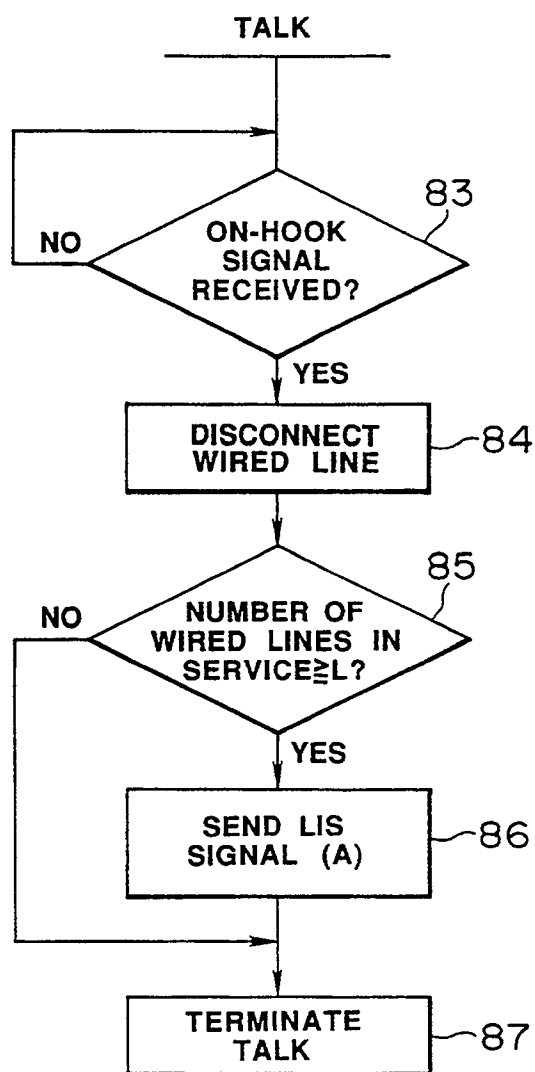 TALK
83
NO
ON-HOOK
SIGNAL
RECEIVED?
YES
DISCONNECT
WIRED LINE
84
85
NO
NUMBER OF
WIRED LINES IN
SERVICE≧L?
YES
SEND LIS
SIGNAL (A)
86
TERMINATE
TALK
87